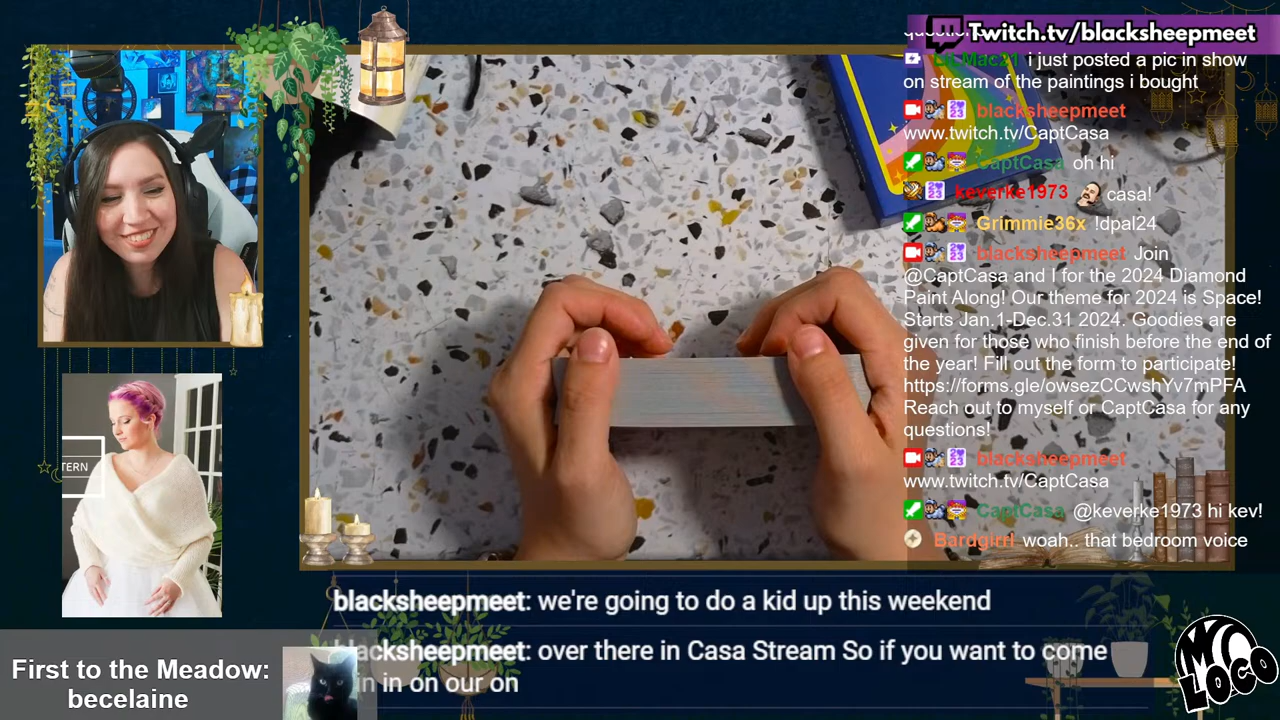 Twitch.tv/blacksheepmeet
i just posted a pic in show
on stream of the paintings i bought
blacksheepmeet
www.twitch.tv/CaptCasa
CaptCasa oh hi
keverke1973 casa!
Grimmie36x !dpal24
blacksheepmeet Join
@CaptCasa and I for the 2024 Diamond
Paint Along! Our theme for 2024 is Space!
Starts Jan.1-Dec.31 2024. Goodies are
given for those who finish before the end of
the year! Fill out the form to participate!
https://forms.gle/owsezCCwshYv7mPFA
Reach out to myself or CaptCasa for any
questions!
blacksheepmeet
www.twitch.tv/CaptCasa
CaptCasa @keverke1973 hi kev!
Bardgirrl woah.. that bedroom voice
TERN
blacksheepmeet: we're going to do a kid up this weekend
blacksheepmeet: over there in Casa Stream So if you want to come
in on our on
First to the Meadow:
becelaine
MC
LOCO